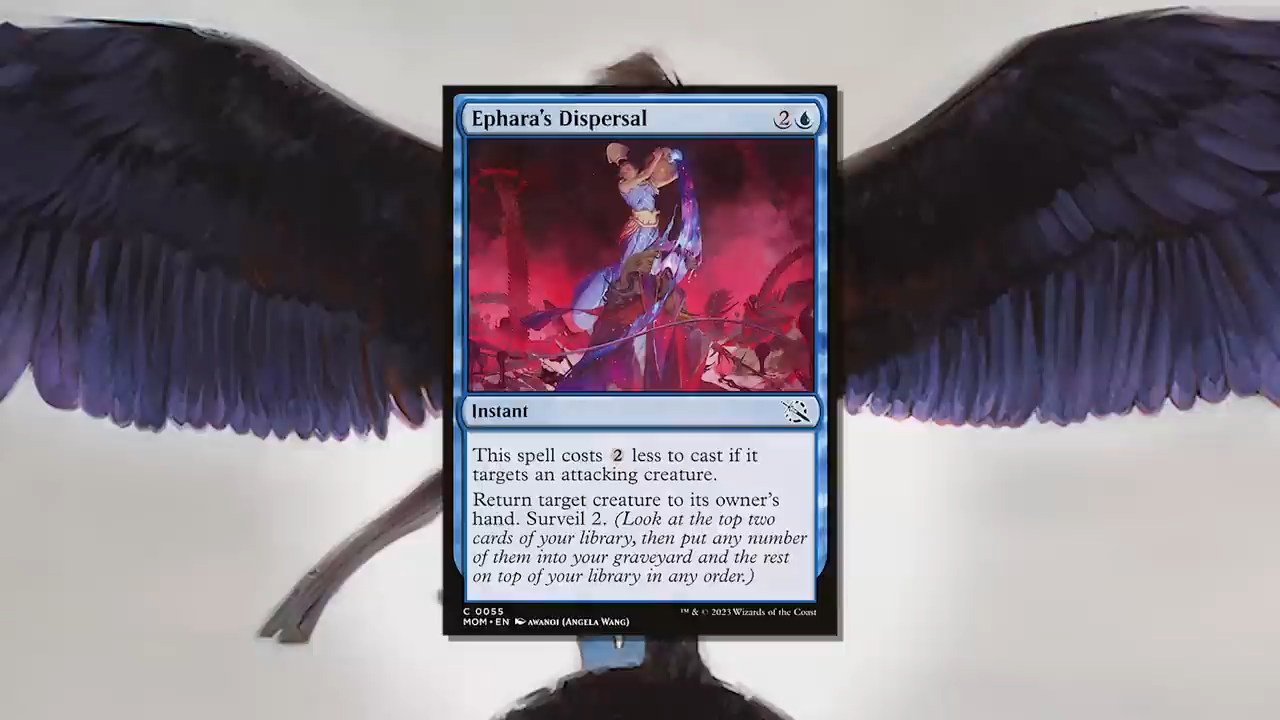 Ephara's Dispersal 2
Instant
This spell costs 2 less to cast if it
targets an attacking creature.
Return target creature to its owner's
hand. Surveil 2. (Look at the top two
cards of your library, then put any number
of them into your graveyard and the rest
on top of your library in any order.)
C 0055
MOM • EN AWANQI (ANGELA WANG)
™ & © 2023 Wizards of the Coast